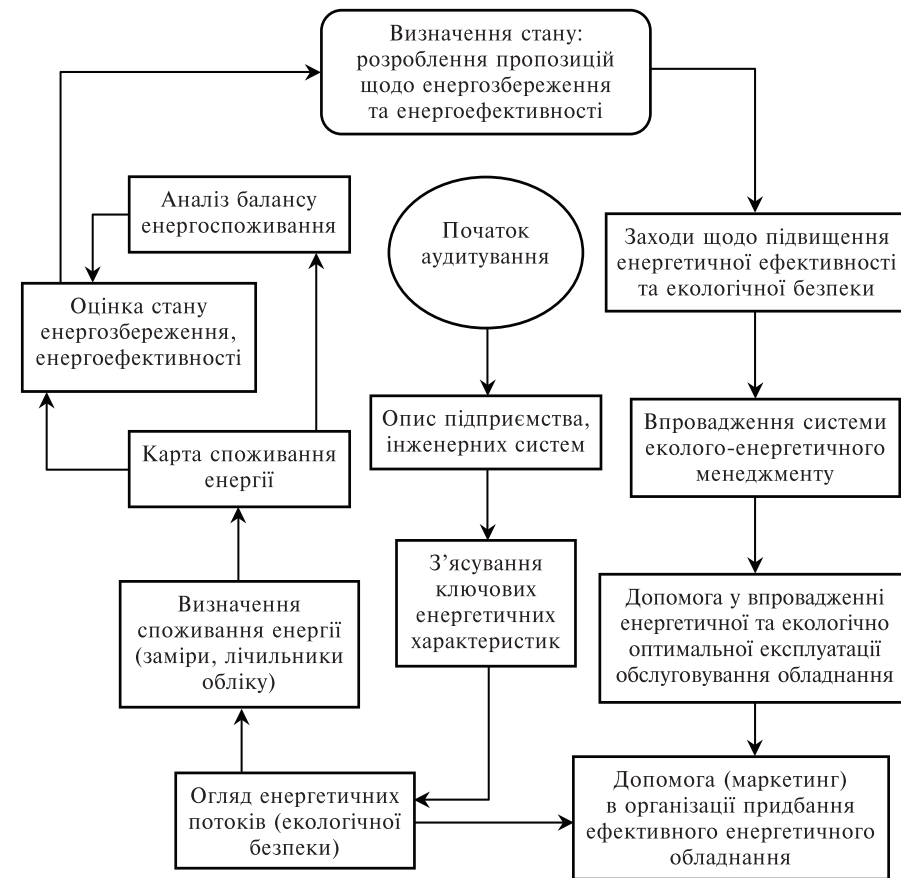 Визначення стану:
розроблення пропозицій
щодо енергозбереження
та енергоефективності
Аналіз балансу
енергоспоживання
Початок
аудитування
Заходи щодо підвищення
енергетичної ефективності
та екологічної безпеки
Оцінка стану
енергозбереження,
енергоефективності
Опис підприємства,
інженерних систем
Впровадження системи
еколого-енергетичного
менеджменту
Карта споживання
енергії
З’ясування
ключових
енергетичних
характеристик
Визначення
споживання енергії
(заміри, лічильники
обліку)
Допомога у впровадженні
енергетичної та екологічно
оптимальної експлуатації
обслуговування обладнання
Огляд енергетичних
потоків (екологічної
безпеки)
Допомога (маркетинг)
в організації придбання
ефективного енергетичного
обладнання